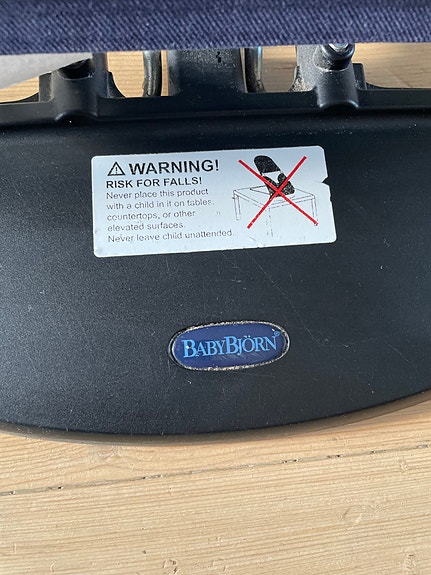 ⚠ WARNING!
RISK FOR FALLS!
Never place this product
with a child in it on tables,
countertops, or other
elevated surfaces.
Never leave child unattended.
BABYBJÖRN®